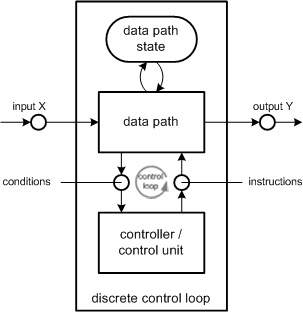 data path
state
input X
output Y
data path
conditions
control
loop
instructions
controller /
control unit
discrete control loop